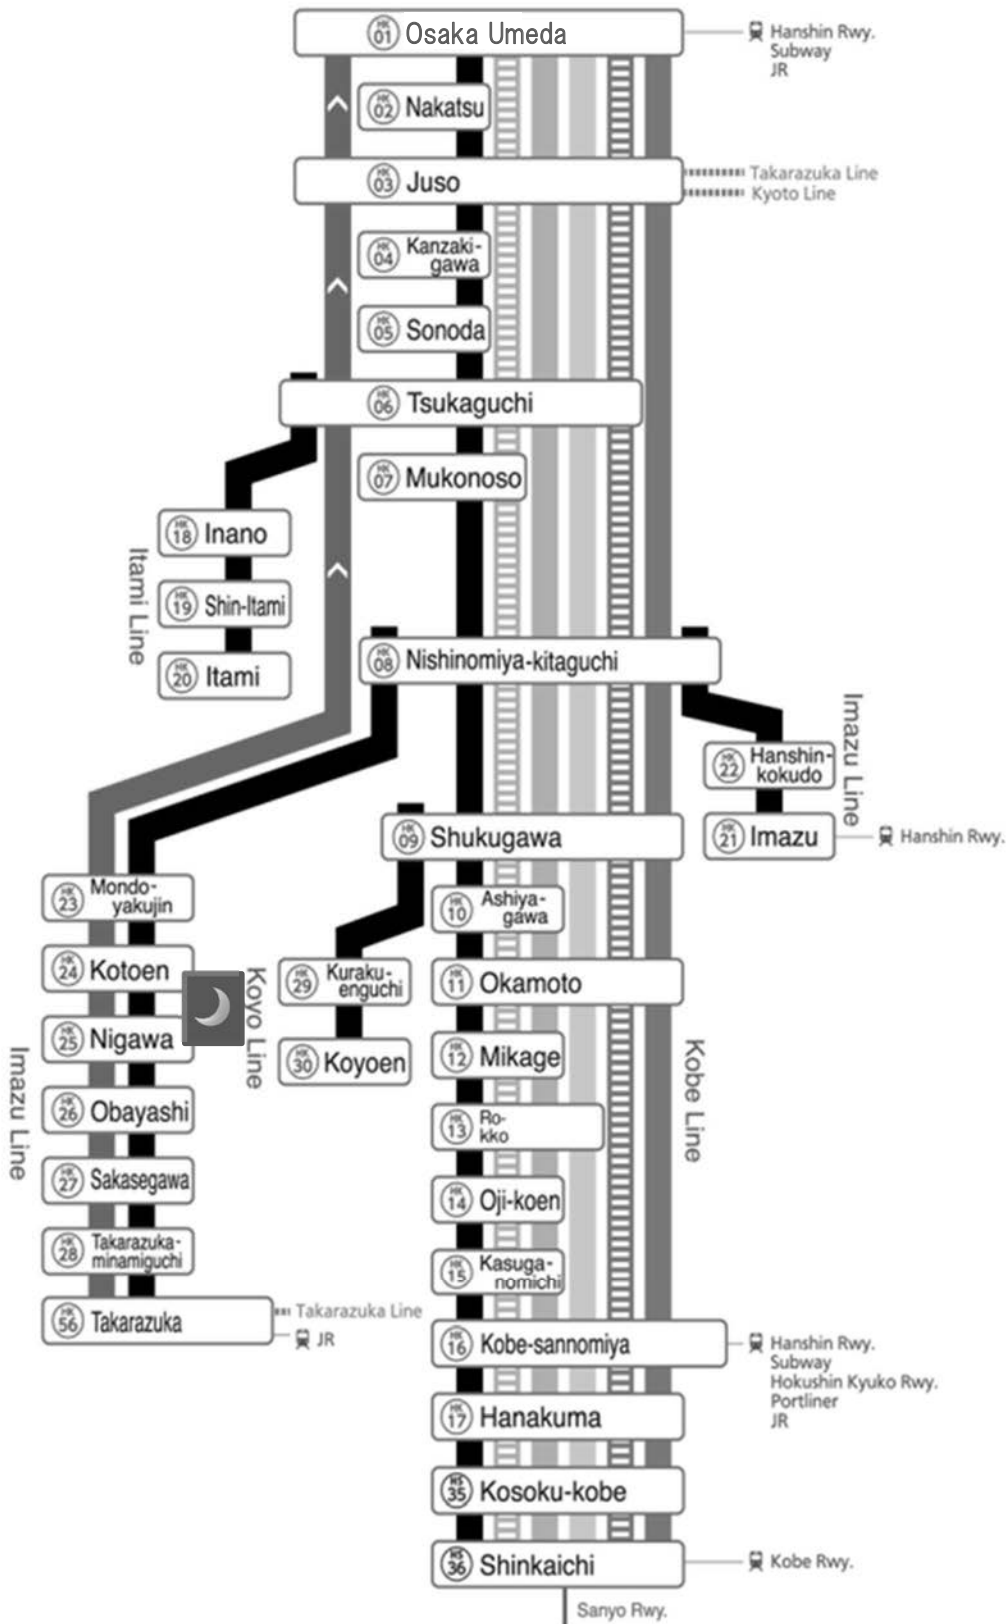 HK 01 Osaka Umeda
Hanshin Rwy.
Subway
JR
HK 02 Nakatsu
HK 03 Juso
Takarazuka Line
Kyoto Line
HK 04 Kanzaki-
gawa
HK 05 Sonoda
HK 06 Tsukaguchi
HK 07 Mukonoso
HK 18 Inano
HK 19 Shin-Itami
HK 20 Itami
Itami Line
HK 08 Nishinomiya-kitaguchi
HK 22 Hanshin-
kokudo
HK 21 Imazu
Imazu Line
Hanshin Rwy.
HK 09 Shukugawa
HK 10 Ashiya-
gawa
HK 23 Mondo-
yakujin
HK 24 Kotoen
HK 25 Nigawa
HK 26 Obayashi
HK 27 Sakasegawa
HK 28 Takarazuka-
minamiguchi
HK 56 Takarazuka
Imazu Line
Takarazuka Line
JR
HK 29 Kuraku-
enguchi
HK 30 Koyoen
Koyo Line
HK 11 Okamoto
HK 12 Mikage
HK 13 Ro-
kko
HK 14 Oji-koen
HK 15 Kasuga-
nomichi
Kobe Line
HK 16 Kobe-sannomiya
Hanshin Rwy.
Subway
Hokushin Kyuko Rwy.
Portliner
JR
HK 17 Hanakuma
HS 35 Kosoku-kobe
HS 36 Shinkaichi
Kobe Rwy.
Sanyo Rwy.